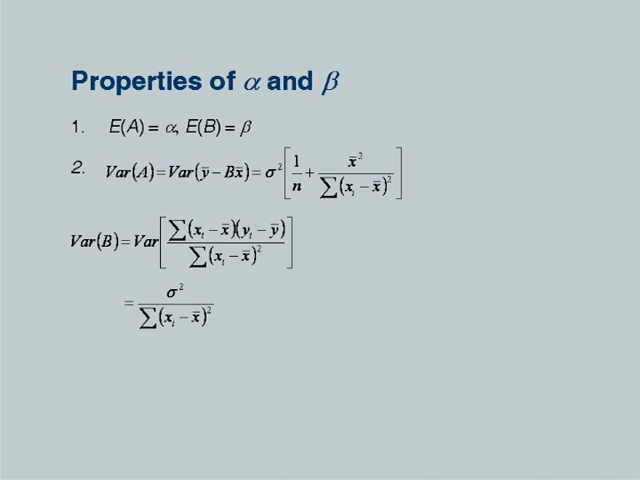 Properties of α and β
1. E(A) = α, E(B) = β
2. Var(A) = Var(y̅ − Bx̅) = σ² [1/n + x̅² / ∑(xᵢ − x̅)²]
Var(B) = Var[∑(xᵢ − x̅)(yᵢ − y̅) / ∑(xᵢ − x̅)²]
= σ² / ∑(xᵢ − x̅)²